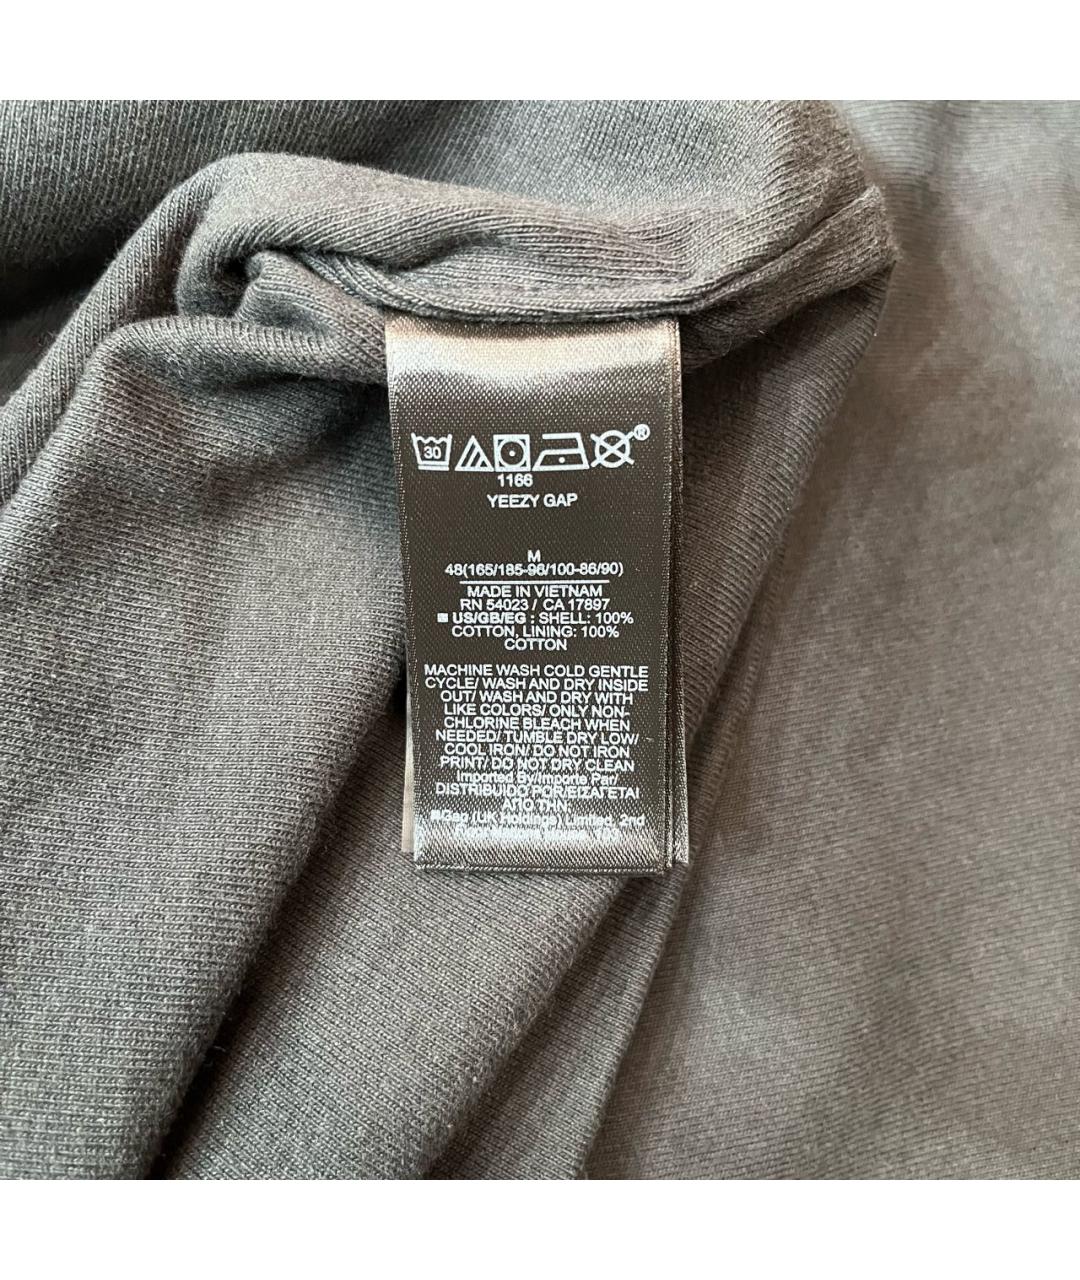 30
1166
YEEZY GAP
M
48(165/185-96/100-86/90)
MADE IN VIETNAM
RN 54023 / CA 17897
US/GB/EG : SHELL: 100%
COTTON, LINING: 100%
COTTON
MACHINE WASH COLD GENTLE
CYCLE/ WASH AND DRY INSIDE
OUT/ WASH AND DRY WITH
LIKE COLORS/ ONLY NON-
CHLORINE BLEACH WHEN
NEEDED/ TUMBLE DRY LOW/
COOL IRON/ DO NOT IRON
PRINT/ DO NOT DRY CLEAN
Imported By/Importe Par/
DISTRIBUIDO POR/ΕΙΣΑΓΕΤΑΙ
ΑΠΟ ΤΗΝ:
Gap (UK Holdings) Limited, 2nd